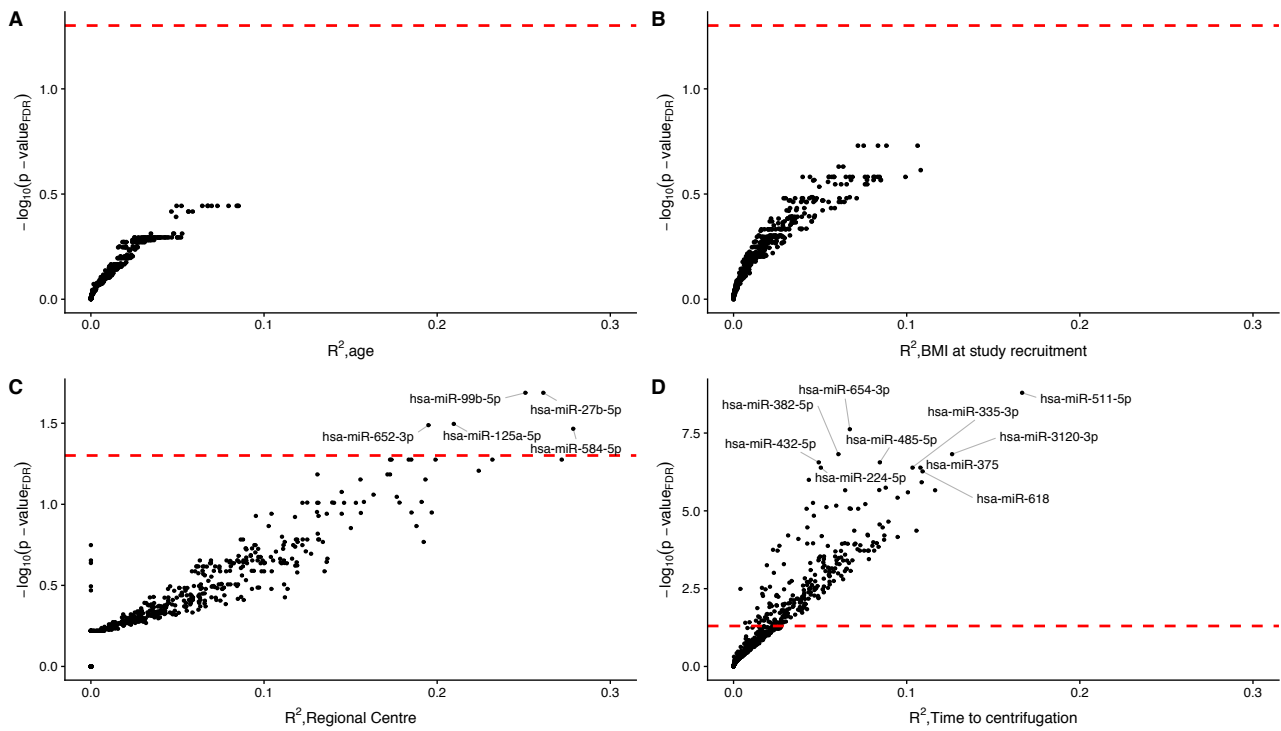 A
1.0
0.5
0.0
−log10(p−valueFDR)
0.0 0.1 0.2 0.3
R2,age
B
1.0
0.5
0.0
−log10(p−valueFDR)
0.0 0.1 0.2 0.3
R2,BMI at study recruitment
C
hsa-miR-99b-5p
hsa-miR-27b-5p
hsa-miR-652-3p
hsa-miR-125a-5p
hsa-miR-584-5p
1.5
1.0
0.5
0.0
−log10(p−valueFDR)
0.0 0.1 0.2 0.3
R2,Regional Centre
D
hsa-miR-654-3p
hsa-miR-511-5p
hsa-miR-382-5p
hsa-miR-335-3p
hsa-miR-432-5p
hsa-miR-485-5p
hsa-miR-3120-3p
hsa-miR-375
hsa-miR-224-5p
hsa-miR-618
7.5
5.0
2.5
0.0
−log10(p−valueFDR)
0.0 0.1 0.2 0.3
R2,Time to centrifugation